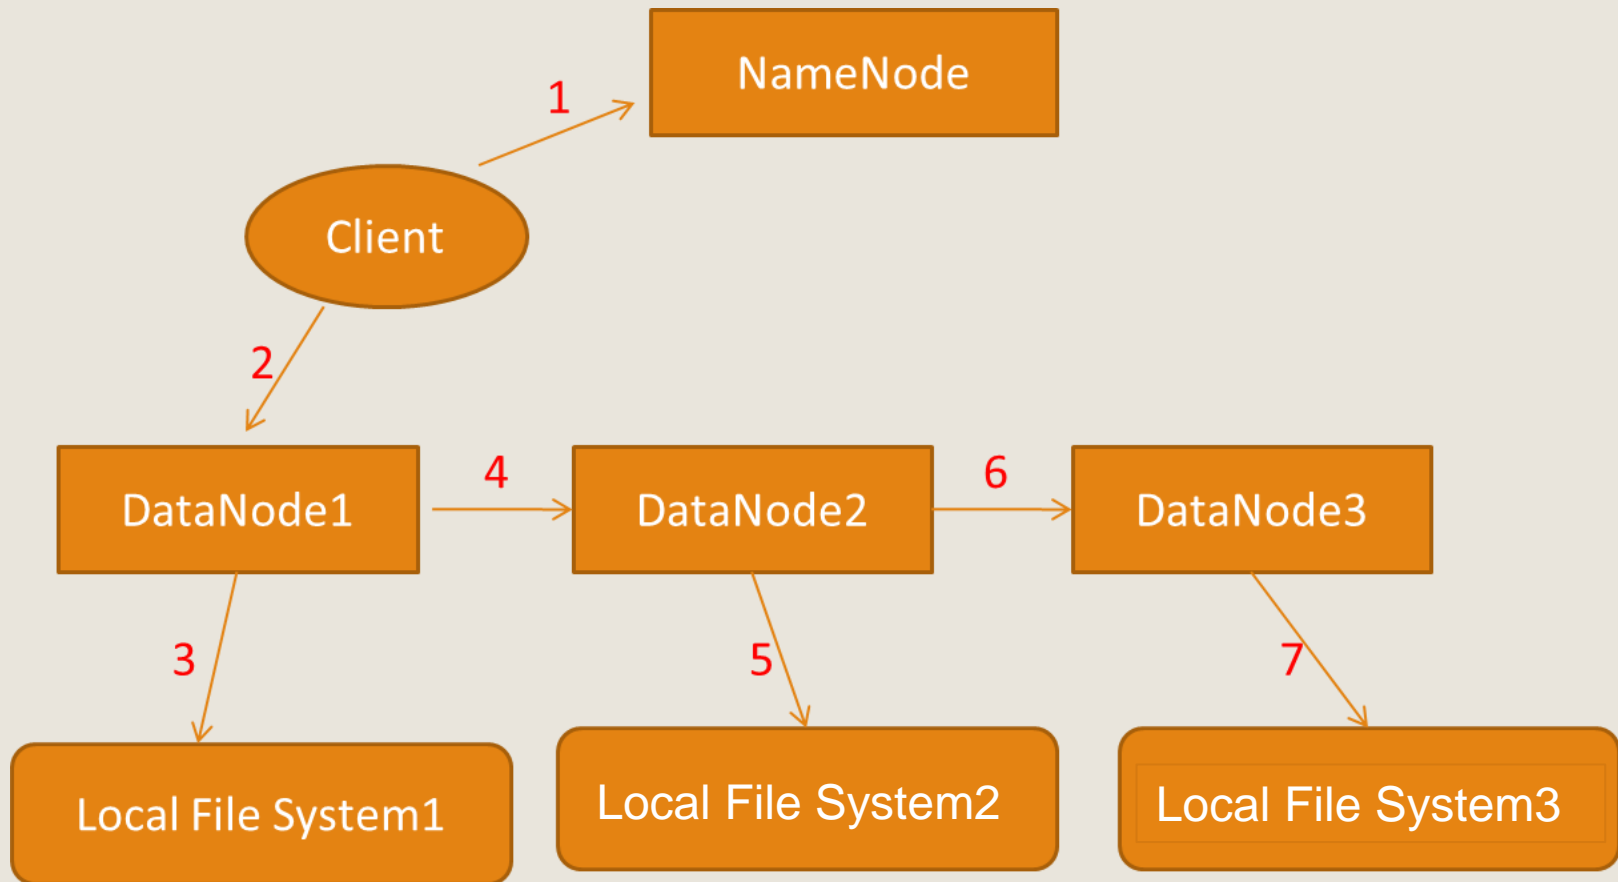 NameNode
1
Client
2
DataNode1
4
DataNode2
6
DataNode3
3
5
7
Local File System1
Local File System2
Local File System3